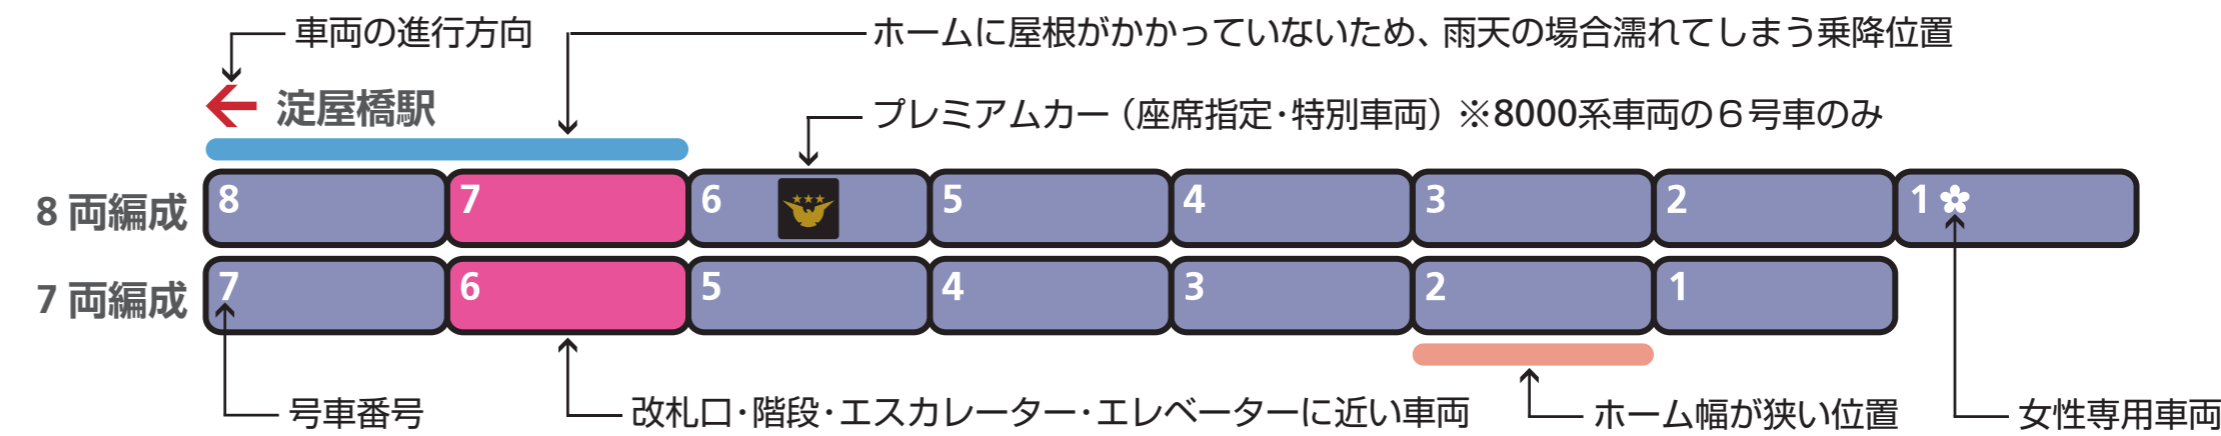 車両の進行方向
ホームに屋根がかかっていないため、雨天の場合濡れてしまう乗降位置
淀屋橋駅
プレミアムカー（座席指定・特別車両）※8000系車両の６号車のみ
8 両編成 8 7 6 5 4 3 2 1
7 両編成 7 6 5 4 3 2 1
号車番号
改札口・階段・エスカレーター・エレベーターに近い車両
ホーム幅が狭い位置
女性専用車両